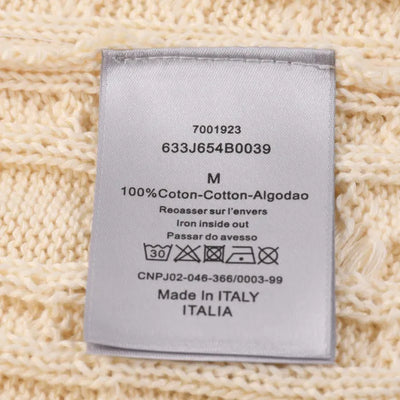 7001923
633J654B0039
M
100%Coton-Cotton-Algodao
Reoasser sur l'envers
Iron inside out
Passar do avesso
30
CNPJ02-046-366/0003-99
Made In ITALY
ITALIA